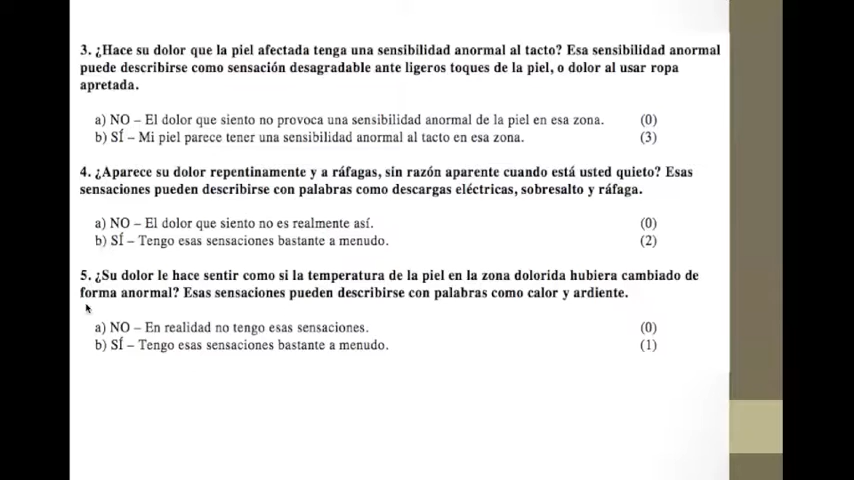 3. ¿Hace su dolor que la piel afectada tenga una sensibilidad anormal al tacto? Esa sensibilidad anormal
puede describirse como sensación desagradable ante ligeros toques de la piel, o dolor al usar ropa
apretada.
a) NO – El dolor que siento no provoca una sensibilidad anormal de la piel en esa zona. (0)
b) SÍ – Mi piel parece tener una sensibilidad anormal al tacto en esa zona. (3)
4. ¿Aparece su dolor repentinamente y a ráfagas, sin razón aparente cuando está usted quieto? Esas
sensaciones pueden describirse con palabras como descargas eléctricas, sobresalto y ráfaga.
a) NO – El dolor que siento no es realmente así. (0)
b) SÍ – Tengo esas sensaciones bastante a menudo. (2)
5. ¿Su dolor le hace sentir como si la temperatura de la piel en la zona dolorida hubiera cambiado de
forma anormal? Esas sensaciones pueden describirse con palabras como calor y ardiente.
a) NO – En realidad no tengo esas sensaciones. (0)
b) SÍ – Tengo esas sensaciones bastante a menudo. (1)